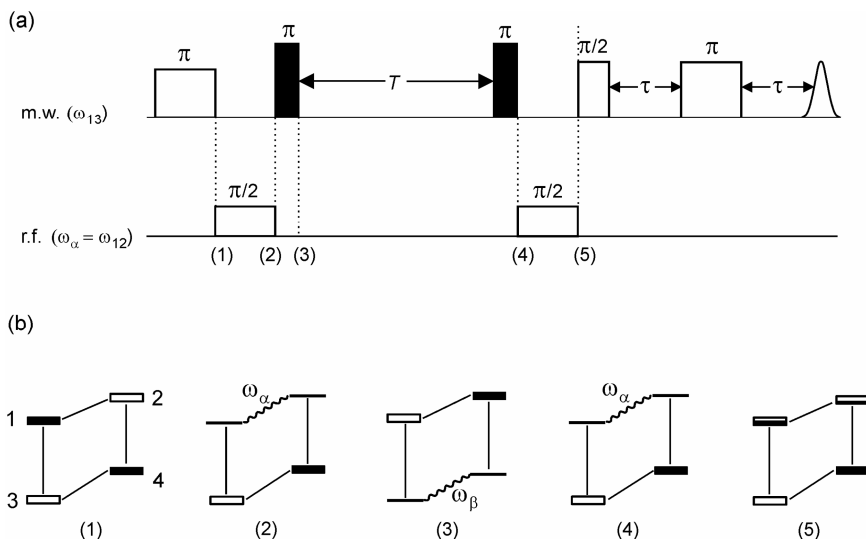 (a)
π π π π/2 π
T τ τ
m.w. (ω13)
π/2 π/2
r.f. (ωα = ω12)
(1) (2) (3) (4) (5)
(b)
ωα ωα
1 2
3 4
ωβ
(1) (2) (3) (4) (5)